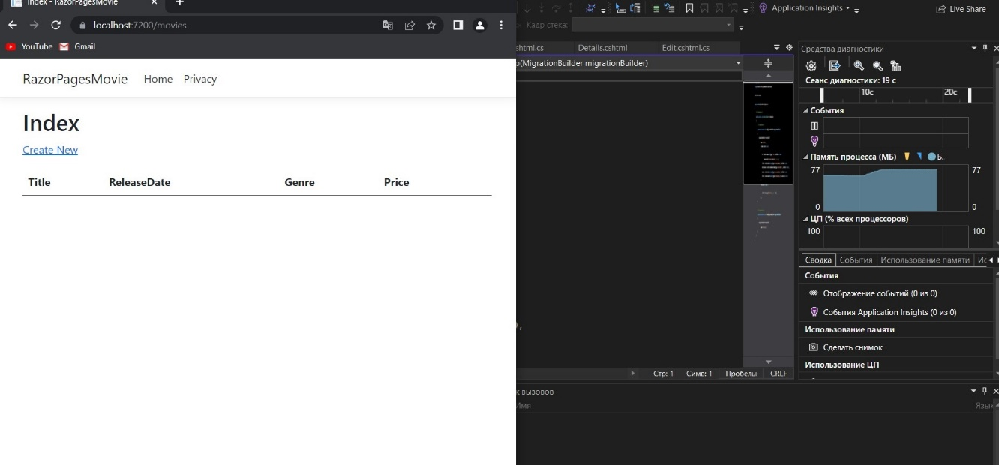 Index - RazorPagesMovie
localhost:7200/movies
YouTube
Gmail
RazorPagesMovie
Home
Privacy
Index
Create New
Title
ReleaseDate
Genre
Price
Application Insights
Live Share
Кадр стека:
shtml.cs
Details.cshtml
Edit.cshtml.cs
(MigrationBuilder migrationBuilder)
),
Стр: 1
Симв: 1
Пробелы
CRLF
Средства диагностики
Сеанс диагностики: 19 с
10с
20с
События
Память процесса (МБ)
Б.
77
77
0
0
ЦП (% всех процессоров)
100
100
Сводка
События
Использование памяти
Ис
События
Отображение событий (0 из 0)
События Application Insights (0 из 0)
Использование памяти
Сделать снимок
Использование ЦП
к вызовов
Имя
Язык